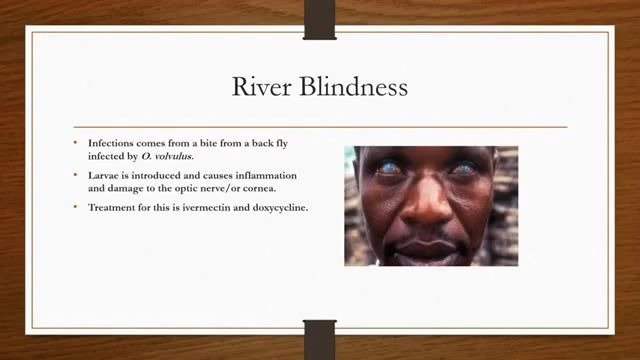 River Blindness
• Infections comes from a bite from a back fly
infected by O. volvulus.
• Larvae is introduced and causes inflammation
and damage to the optic nerve/or cornea.
• Treatment for this is ivermectin and doxycycline.